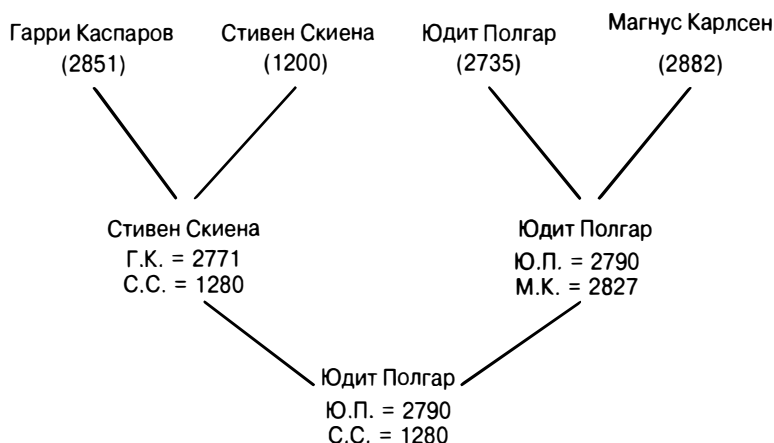 Гарри Каспаров
(2851)
Стивен Скиена
(1200)
Юдит Полгар
(2735)
Магнус Карлсен
(2882)
Стивен Скиена
Г.К. = 2771
С.С. = 1280
Юдит Полгар
Ю.П. = 2790
М.К. = 2827
Юдит Полгар
Ю.П. = 2790
С.С. = 1280